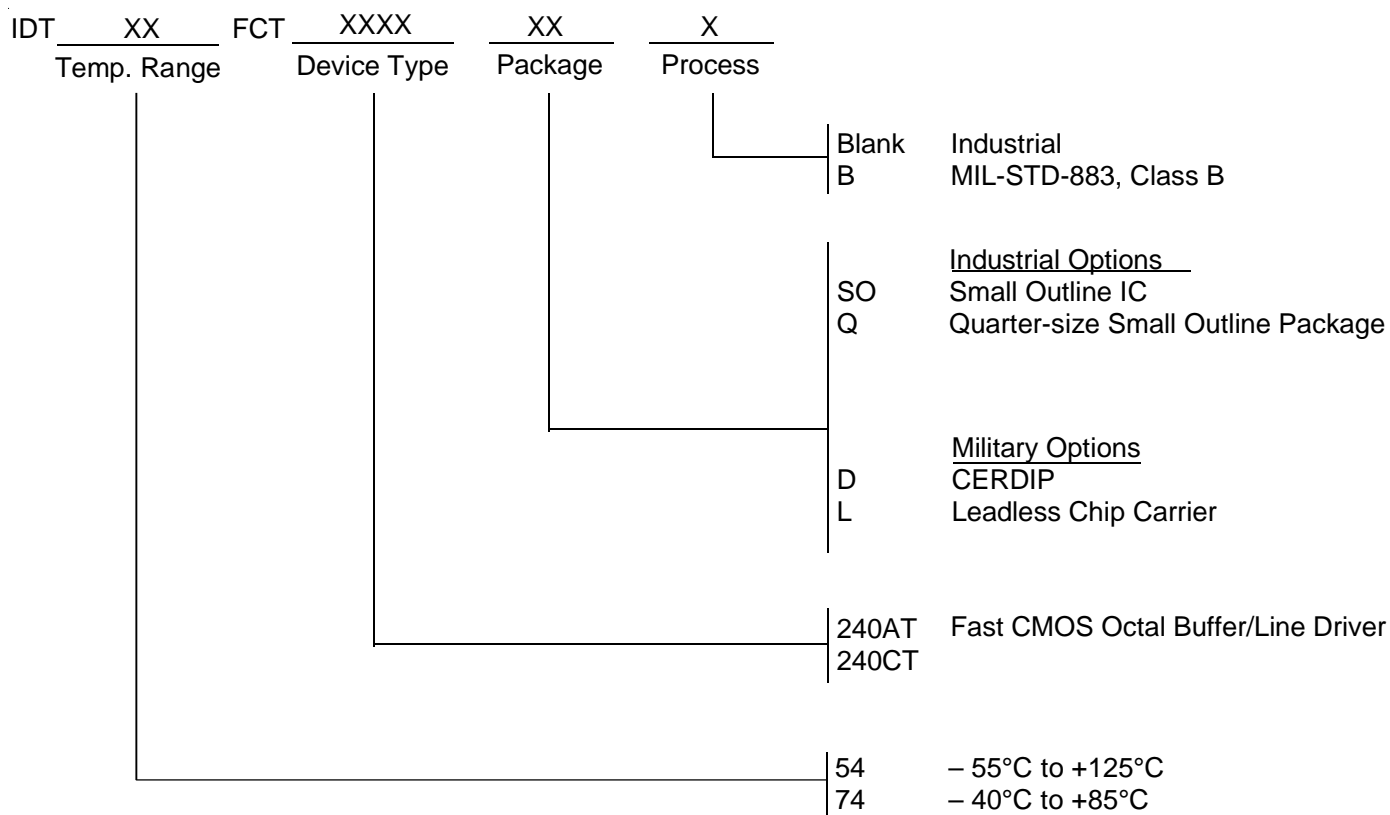 IDT XX FCT XXXX XX X
Temp. Range Device Type Package Process
Blank Industrial
B MIL-STD-883, Class B
Industrial Options
SO Small Outline IC
Q Quarter-size Small Outline Package
Military Options
D CERDIP
L Leadless Chip Carrier
240AT Fast CMOS Octal Buffer/Line Driver
240CT
54 – 55°C to +125°C
74 – 40°C to +85°C